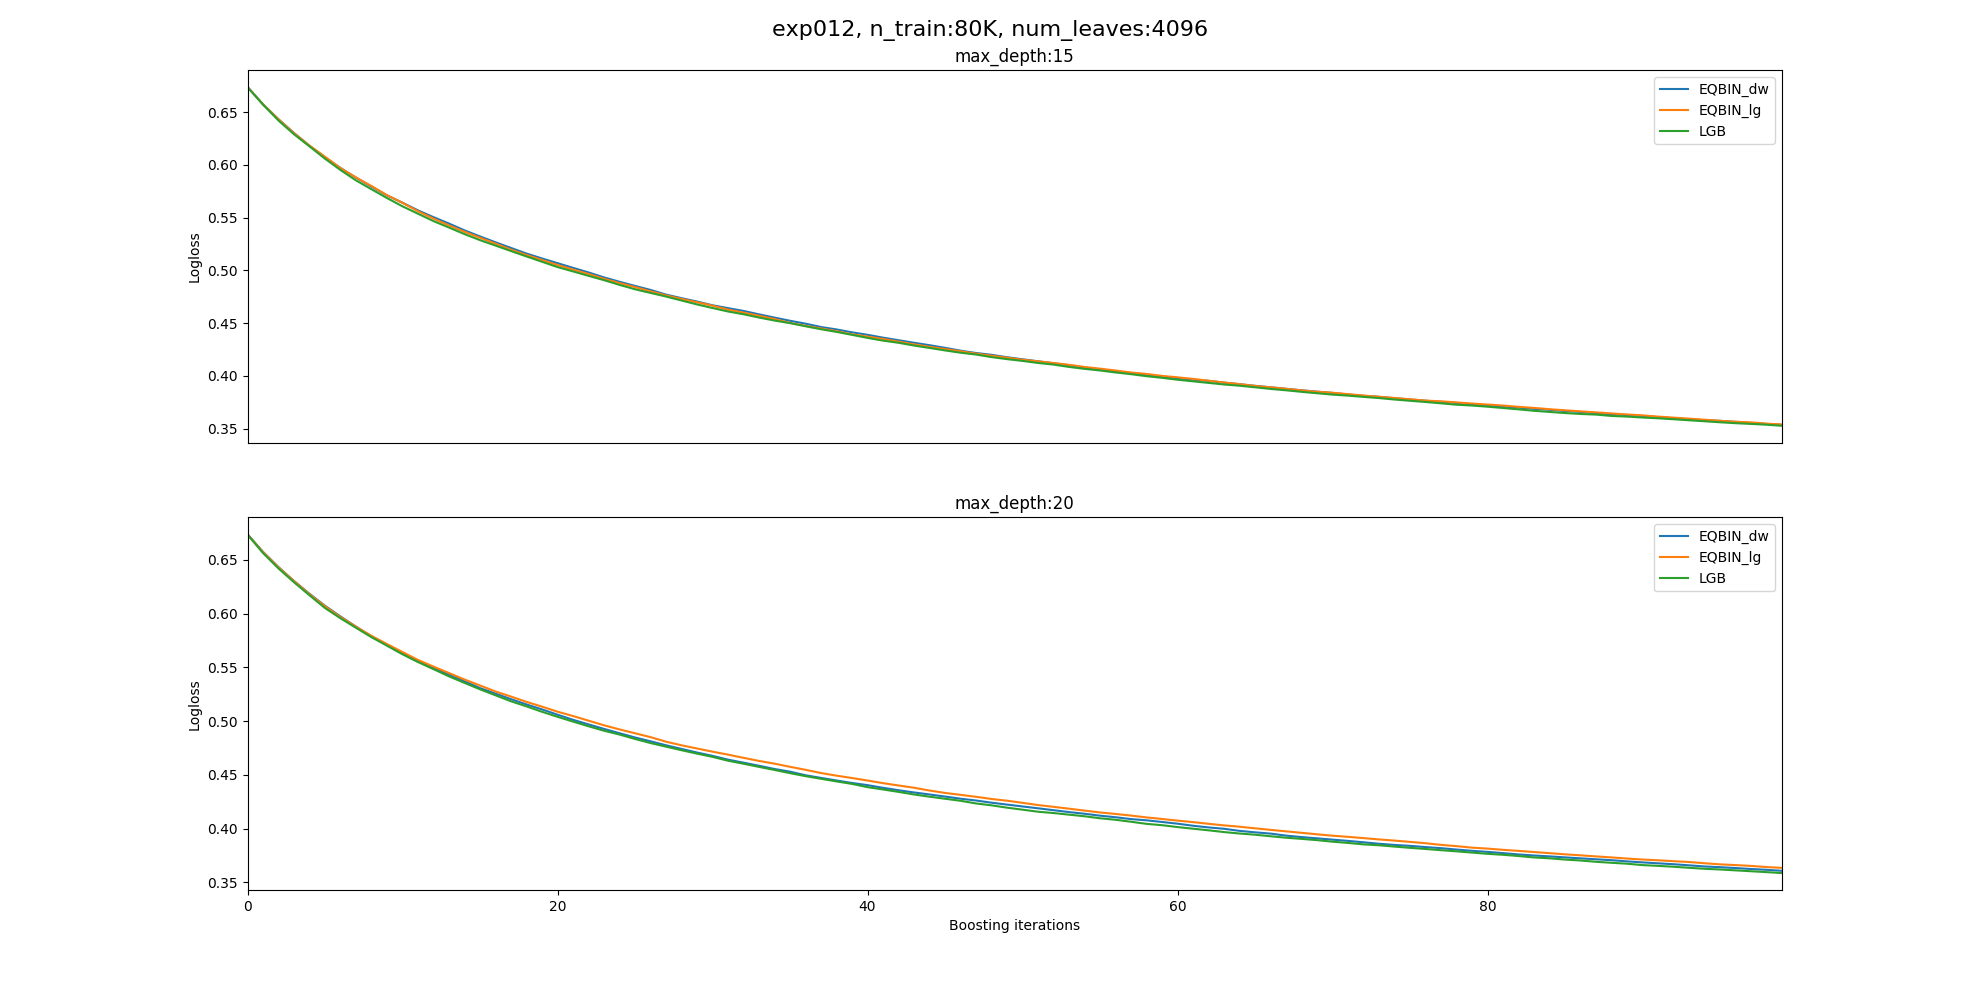 exp012, n_train:80K, num_leaves:4096
max_depth:15
EQBIN_dw
EQBIN_lg
LGB
0.65
0.60
0.55
0.50
0.45
0.40
0.35
Logloss
max_depth:20
EQBIN_dw
EQBIN_lg
LGB
0.65
0.60
0.55
0.50
0.45
0.40
0.35
Logloss
0 20 40 60 80
Boosting iterations